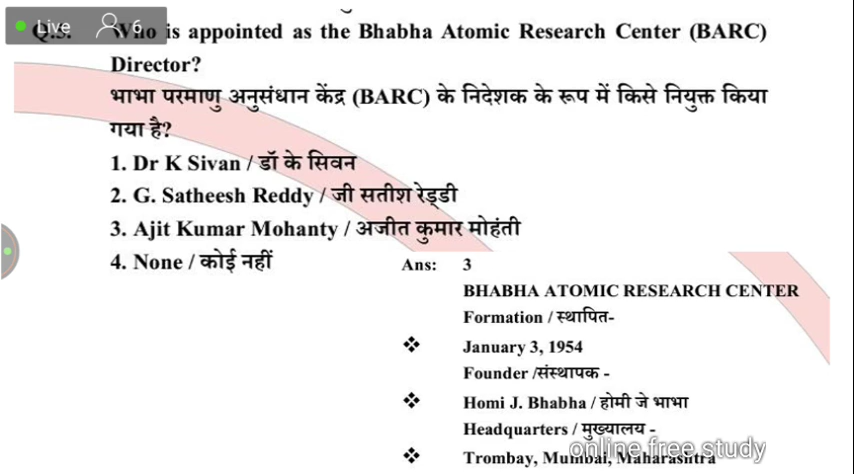 Live 6
Q.3. Who is appointed as the Bhabha Atomic Research Center (BARC)
Director?
भाभा परमाणु अनुसंधान केंद्र (BARC) के निदेशक के रूप में किसे नियुक्त किया
गया है?
1. Dr K Sivan / डॉ के सिवन
2. G. Satheesh Reddy / जी सतीश रेड्डी
3. Ajit Kumar Mohanty / अजीत कुमार मोहंती
4. None / कोई नहीं
Ans: 3
BHABHA ATOMIC RESEARCH CENTER
Formation / स्थापित-
❖ January 3, 1954
Founder /संस्थापक -
❖ Homi J. Bhabha / होमी जे भाभा
Headquarters / मुख्यालय -
online free study
❖ Trombay, Mumbai, Maharashtra